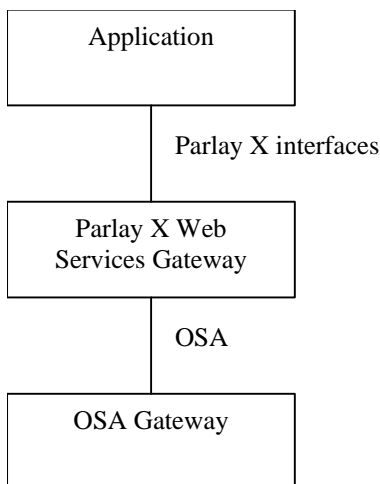 Application
Parlay X interfaces
Parlay X Web
Services Gateway
OSA
OSA Gateway